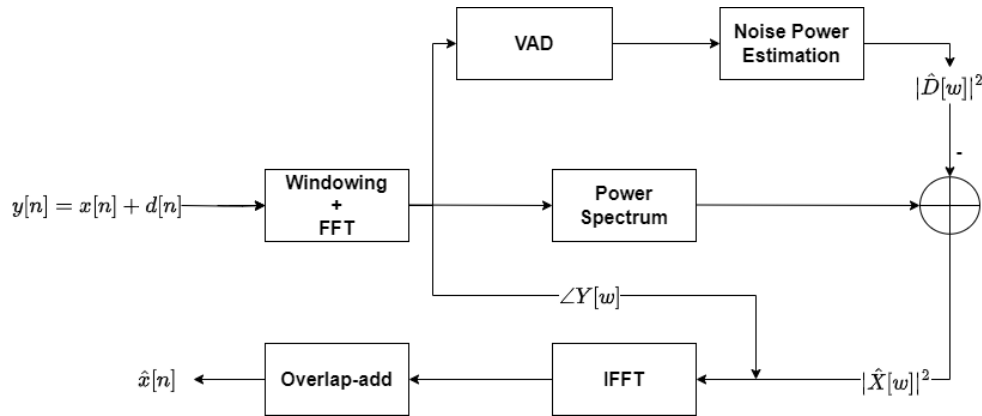 VAD
Noise Power
Estimation
|D̂[w]|²
-
y[n] = x[n] + d[n]
Windowing
+
FFT
Power
Spectrum
∠Y[w]
x̂[n]
Overlap-add
IFFT
|X̂[w]|²